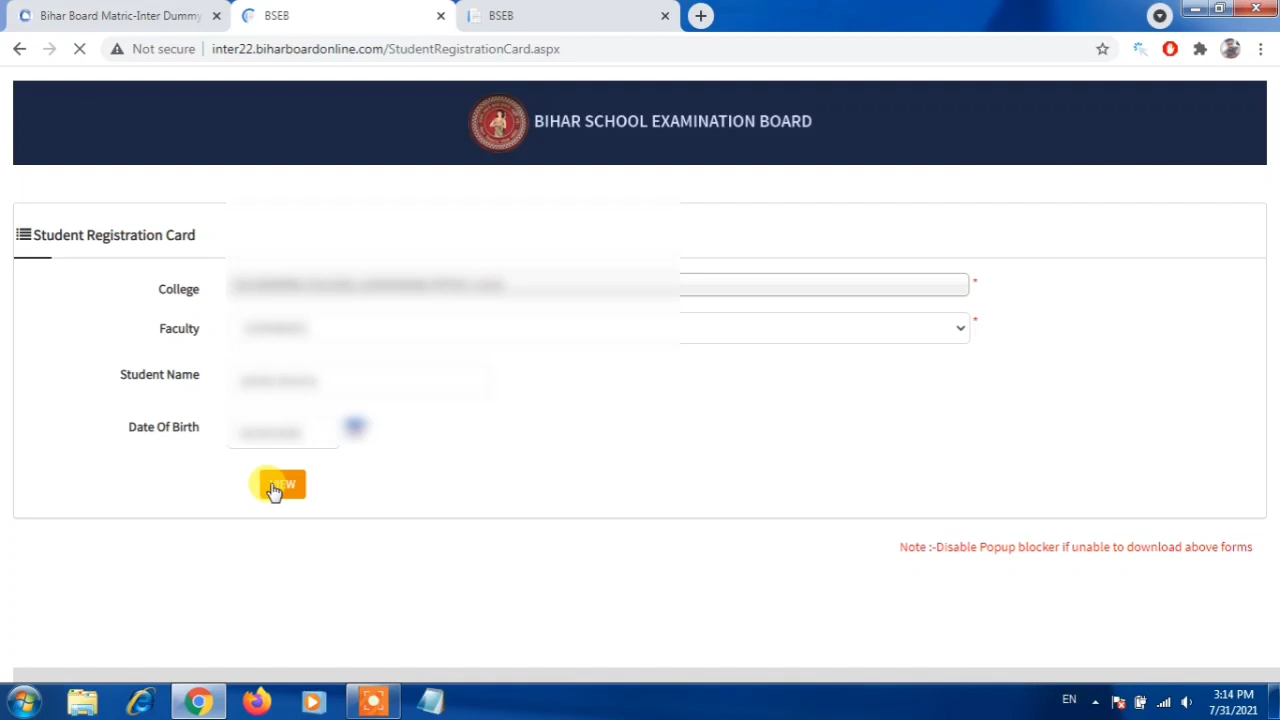 Bihar Board Matric-Inter Dummy
BSEB
BSEB
Not secure
inter22.biharboardonline.com/StudentRegistrationCard.aspx
BIHAR SCHOOL EXAMINATION BOARD
Student Registration Card
College
*
Faculty
*
Student Name
Date Of Birth
VIEW
Note :-Disable Popup blocker if unable to download above forms
EN
3:14 PM
7/31/2021